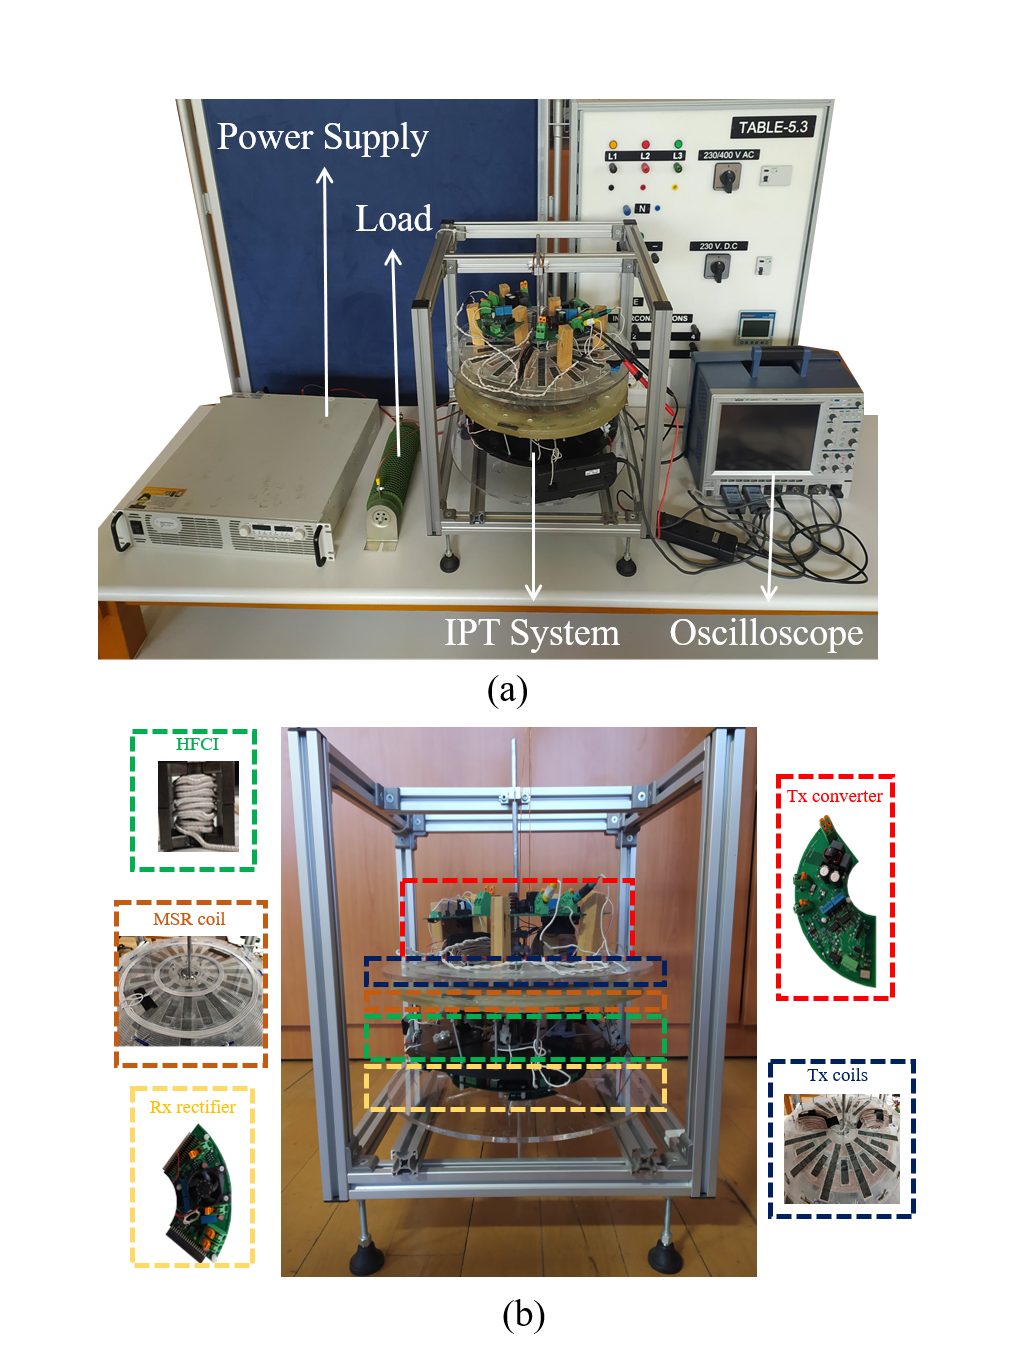 Power Supply
Load
TABLE-5.3
L1 L2 L3
230/400 V AC
N
230 V. D.C
IPT System
Oscilloscope
(a)
HFCI
MSR coil
Rx rectifier
Tx converter
Tx coils
(b)